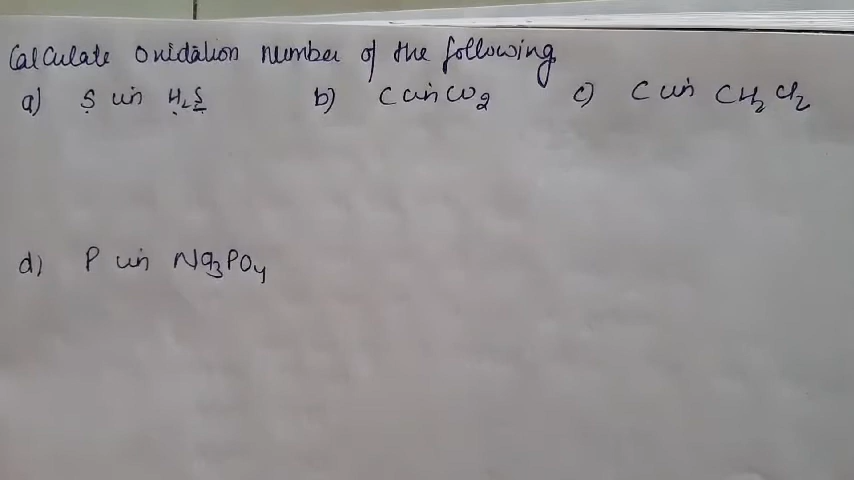 Calculate Oxidation number of the following
a) S in H₂S b) C in CO₂ c) C in CH₂Cl₂
d) P in Na₃PO₄